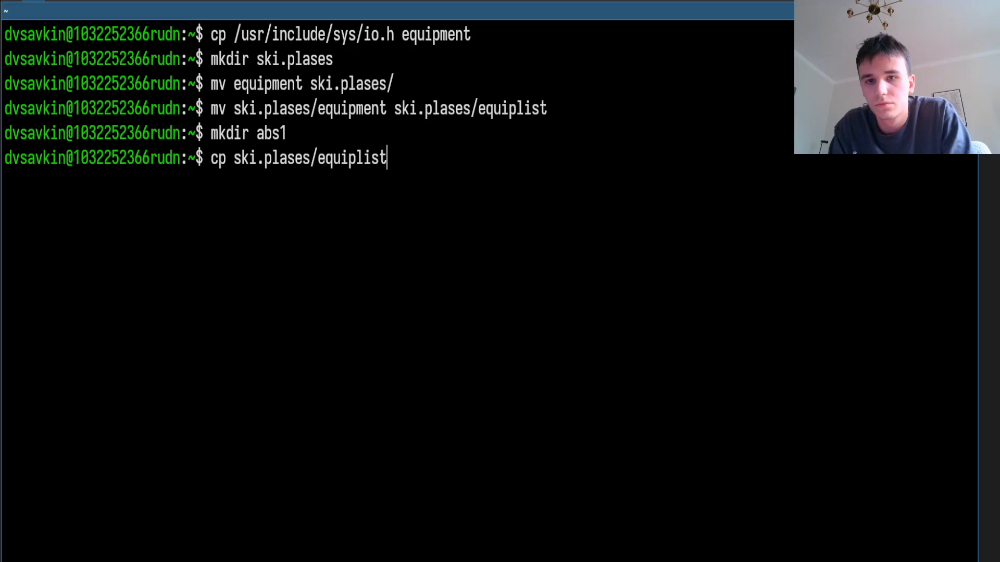 ~
dvsavkin@1032252366rudn:~$ cp /usr/include/sys/io.h equipment
dvsavkin@1032252366rudn:~$ mkdir ski.plases
dvsavkin@1032252366rudn:~$ mv equipment ski.plases/
dvsavkin@1032252366rudn:~$ mv ski.plases/equipment ski.plases/equiplist
dvsavkin@1032252366rudn:~$ mkdir abs1
dvsavkin@1032252366rudn:~$ cp ski.plases/equiplist